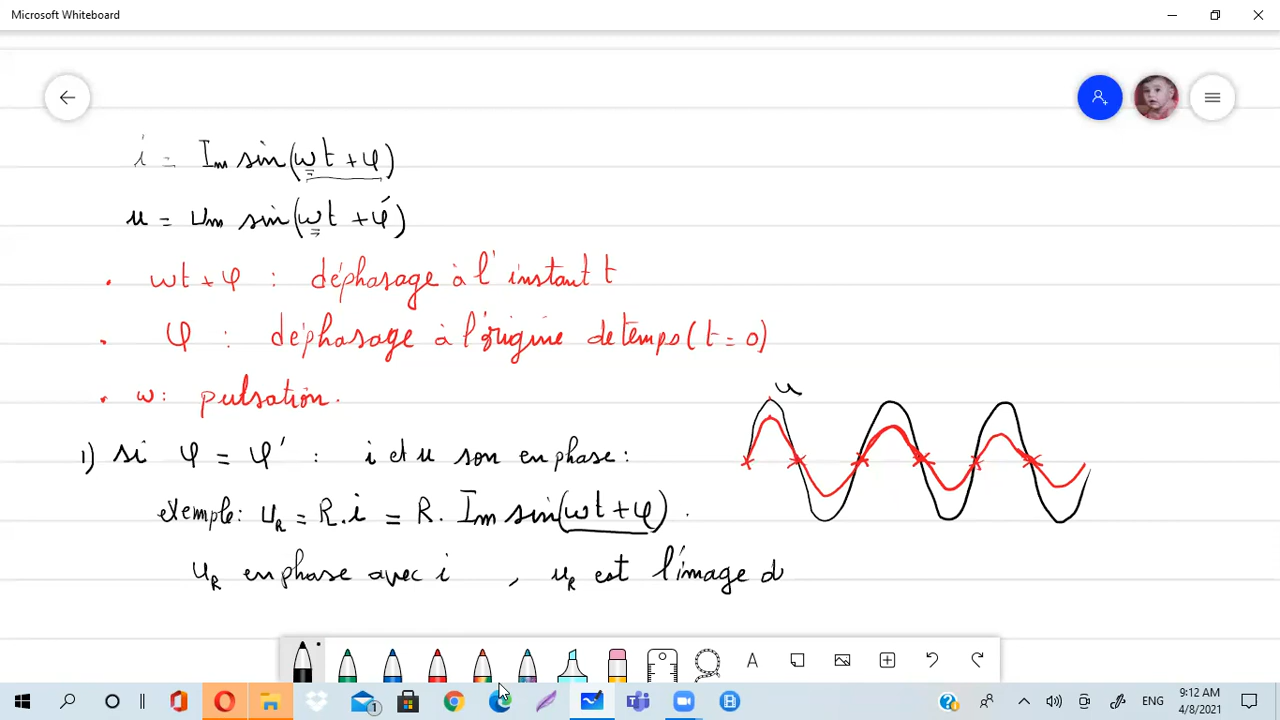 Microsoft Whiteboard
i = Im sin(ωt + φ)
u = Um sin(ωt + φ')
• ωt + φ : déphasage à l'instant t
• φ : déphasage à l'origine de temps (t = 0)
• ω : pulsation.
u
1) si φ = φ' : i et u son en phase :
exemple : uR = R.i = R. Im sin(ωt + φ) .
uR en phase avec i , uR est l'image d
A
1
?
ENG
9:12 AM
4/8/2021